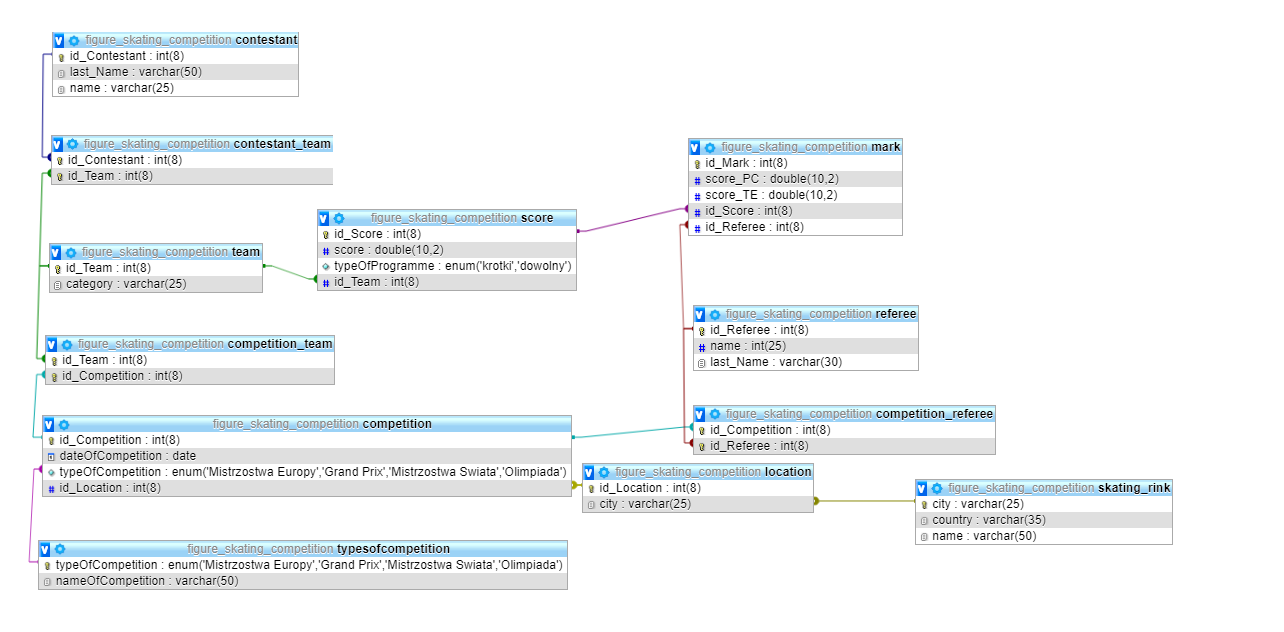 figure_skating_competition contestant
id_Contestant : int(8)
last_Name : varchar(50)
name : varchar(25)
figure_skating_competition contestant_team
id_Contestant : int(8)
id_Team : int(8)
figure_skating_competition team
id_Team : int(8)
category : varchar(25)
figure_skating_competition score
id_Score : int(8)
score : double(10,2)
typeOfProgramme : enum('krotki','dowolny')
id_Team : int(8)
figure_skating_competition mark
id_Mark : int(8)
score_PC : double(10,2)
score_TE : double(10,2)
id_Score : int(8)
id_Referee : int(8)
figure_skating_competition referee
id_Referee : int(8)
name : int(25)
last_Name : varchar(30)
figure_skating_competition competition_team
id_Team : int(8)
id_Competition : int(8)
figure_skating_competition competition
id_Competition : int(8)
dateOfCompetition : date
typeOfCompetition : enum('Mistrzostwa Europy','Grand Prix','Mistrzostwa Swiata','Olimpiada')
id_Location : int(8)
figure_skating_competition competition_referee
id_Competition : int(8)
id_Referee : int(8)
figure_skating_competition location
id_Location : int(8)
city : varchar(25)
figure_skating_competition skating_rink
city : varchar(25)
country : varchar(35)
name : varchar(50)
figure_skating_competition typesofcompetition
typeOfCompetition : enum('Mistrzostwa Europy','Grand Prix','Mistrzostwa Swiata','Olimpiada')
nameOfCompetition : varchar(50)